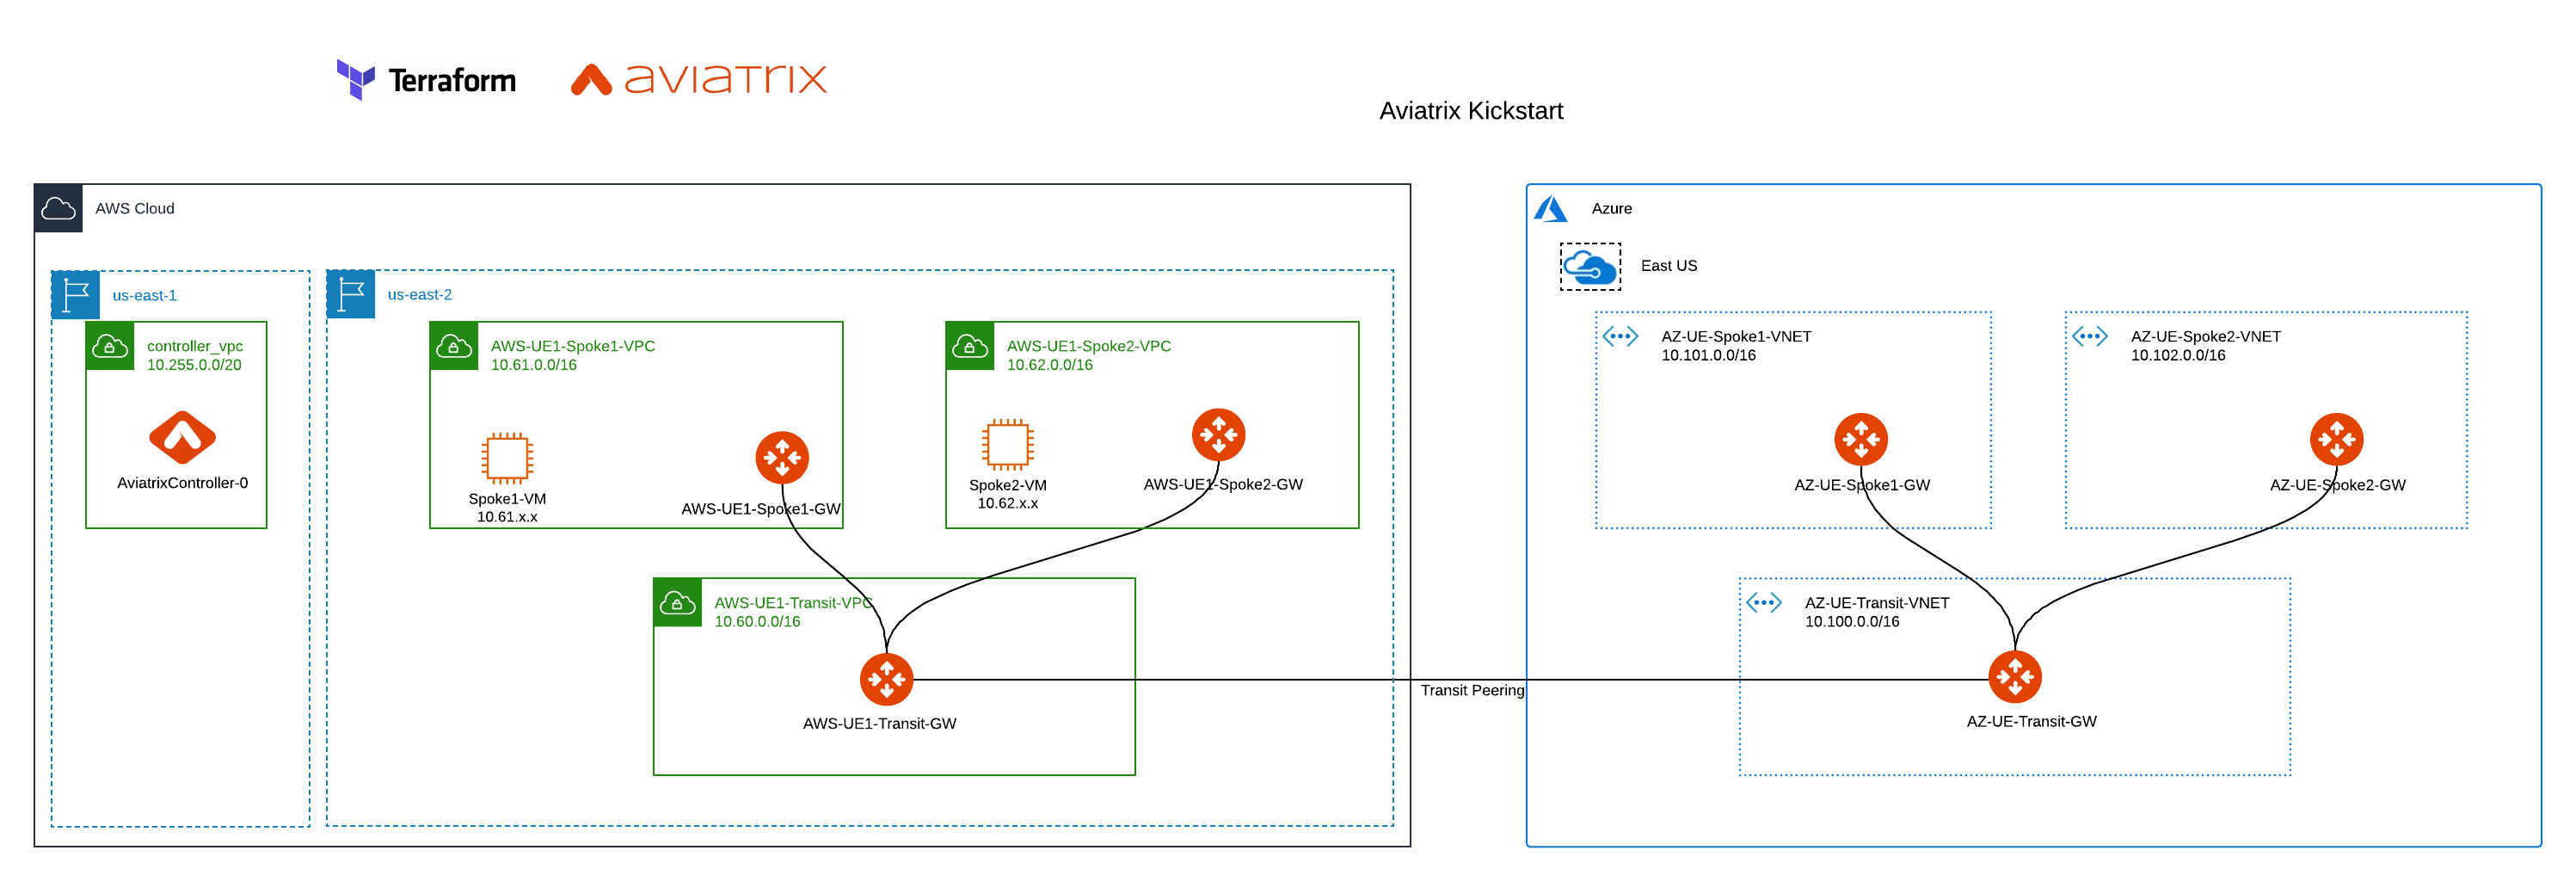 Terraform
aviatrix
Aviatrix Kickstart
AWS Cloud
us-east-1
controller_vpc
10.255.0.0/20
AviatrixController-0
us-east-2
AWS-UE1-Spoke1-VPC
10.61.0.0/16
Spoke1-VM
10.61.x.x
AWS-UE1-Spoke1-GW
AWS-UE1-Spoke2-VPC
10.62.0.0/16
Spoke2-VM
10.62.x.x
AWS-UE1-Spoke2-GW
AWS-UE1-Transit-VPC
10.60.0.0/16
AWS-UE1-Transit-GW
Transit Peering
Azure
East US
AZ-UE-Spoke1-VNET
10.101.0.0/16
AZ-UE-Spoke1-GW
AZ-UE-Spoke2-VNET
10.102.0.0/16
AZ-UE-Spoke2-GW
AZ-UE-Transit-VNET
10.100.0.0/16
AZ-UE-Transit-GW